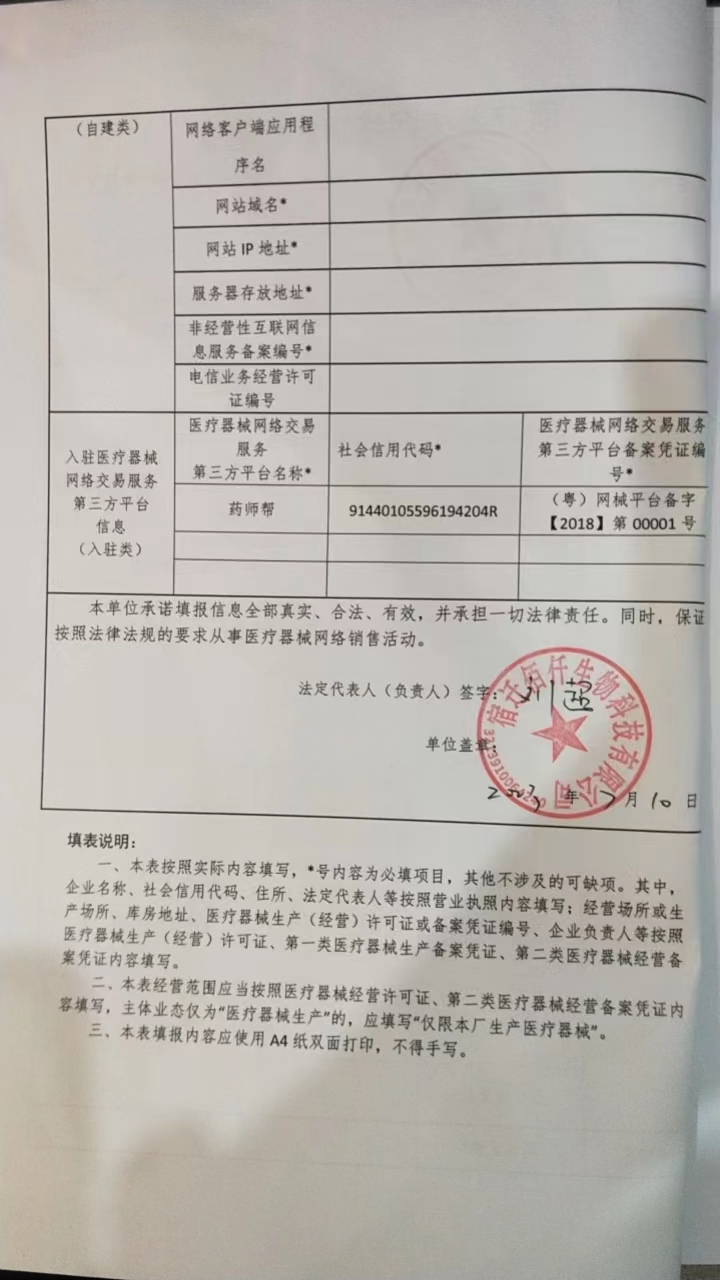 （自建类）
网络客户端应用程
序名
网站域名*
网站 IP 地址*
服务器存放地址*
非经营性互联网信
息服务备案编号*
电信业务经营许可
证编号
入驻医疗器械
网络交易服务
第三方平台
信息
（入驻类）
医疗器械网络交易
服务
第三方平台名称*
社会信用代码*
医疗器械网络交易服务
第三方平台备案凭证编
号*
药师帮
91440105596194204R
（粤）网械平台备字
【2018】第 00001 号
本单位承诺填报信息全部真实、合法、有效，并承担一切法律责任。同时，保证
按照法律法规的要求从事医疗器械网络销售活动。
法定代表人（负责人）签字：
单位盖章：
宿迁佰仟生物科技有限公司
年 7 月 10 日
填表说明：
一、本表按照实际内容填写，*号内容为必填项目，其他不涉及的可缺项。其中，
企业名称、社会信用代码、住所、法定代表人等按照营业执照内容填写；经营场所或生
产场所、库房地址、医疗器械生产（经营）许可证或备案凭证编号、企业负责人等按照
医疗器械生产（经营）许可证、第一类医疗器械生产备案凭证、第二类医疗器械经营备
案凭证内容填写。
二、本表经营范围应当按照医疗器械经营许可证、第二类医疗器械经营备案凭证内
容填写，主体业态仅为“医疗器械生产”的，应填写“仅限本厂生产医疗器械”。
三、本表填报内容应使用 A4 纸双面打印，不得手写。